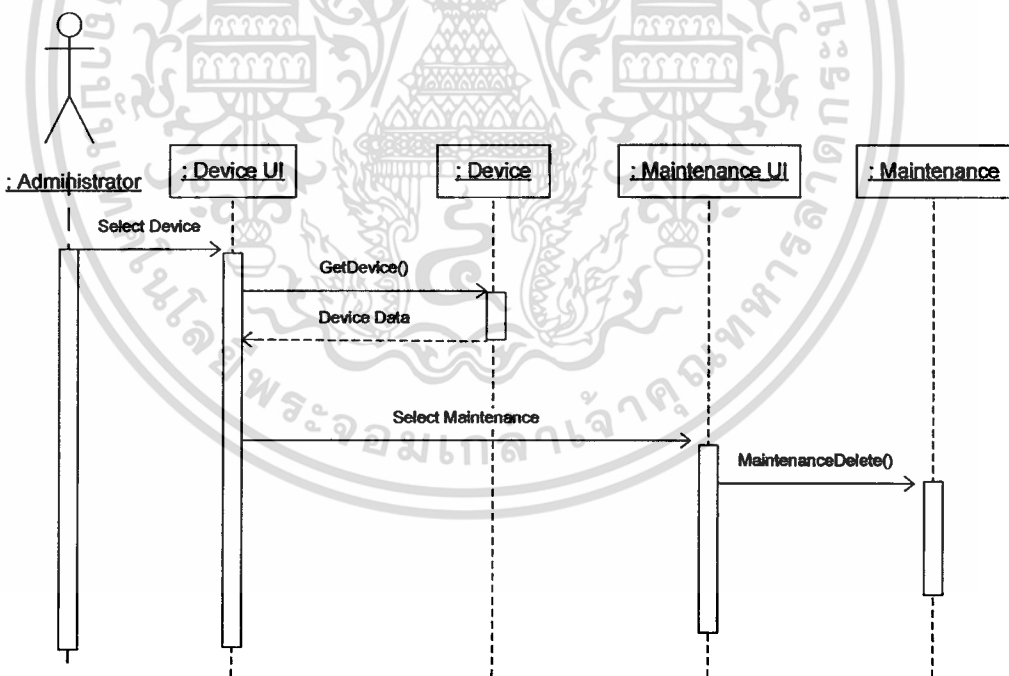 : Administrator
: Device UI
: Device
: Maintenance UI
: Maintenance
Select Device
GetDevice()
Device Data
Select Maintenance
MaintenanceDelete()